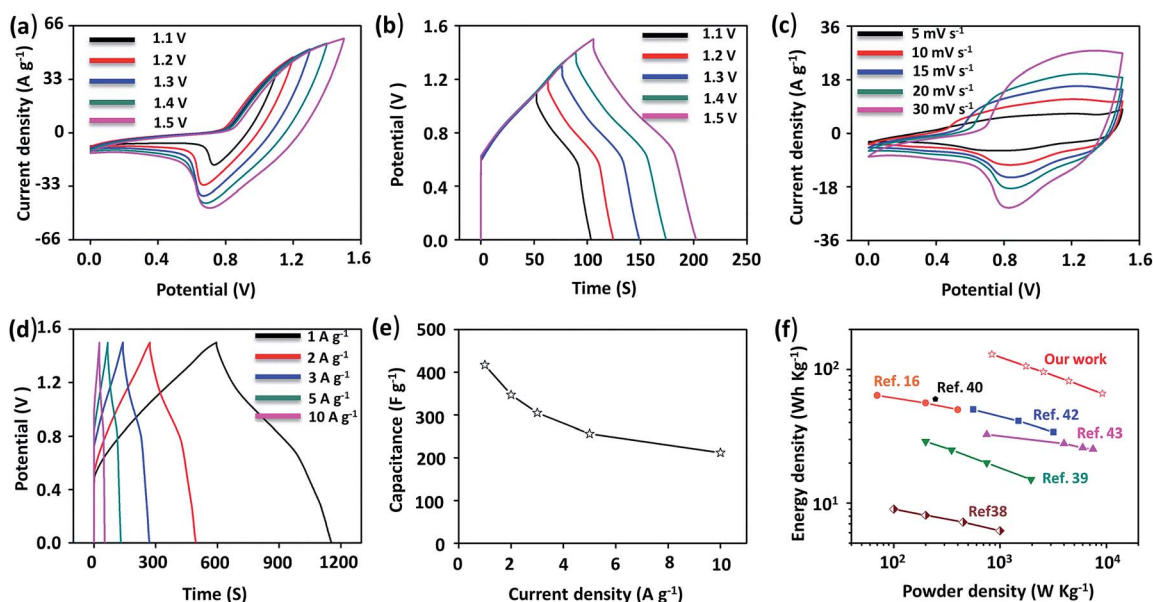 (a)
66
33
0
-33
-66
Current density (A g-1)
1.1 V
1.2 V
1.3 V
1.4 V
1.5 V
0.0 0.4 0.8 1.2 1.6
Potential (V)
(b)
1.6
1.2
0.8
0.4
0.0
Potential (V )
1.1 V
1.2 V
1.3 V
1.4 V
1.5 V
0 50 100 150 200 250
Time (S)
(c)
36
18
0
-18
-36
Current density (A g-1)
5 mV s-1
10 mV s-1
15 mV s-1
20 mV s-1
30 mV s-1
0.0 0.4 0.8 1.2 1.6
Potential (V)
(d)
1.6
1.2
0.8
0.4
0.0
Potential (V )
1 A g-1
2 A g-1
3 A g-1
5 A g-1
10 A g-1
0 300 600 900 1200
Time (S)
(e)
500
400
300
200
100
0
Capacitance (F g-1)
0 2 4 6 8 10
Current density (A g-1)
(f)
10²
10¹
Energy density (Wh Kg-1)
Our work
Ref. 16
Ref. 40
Ref. 42
Ref. 43
Ref. 39
Ref38
10² 10³ 10⁴
Powder density (W Kg-1)